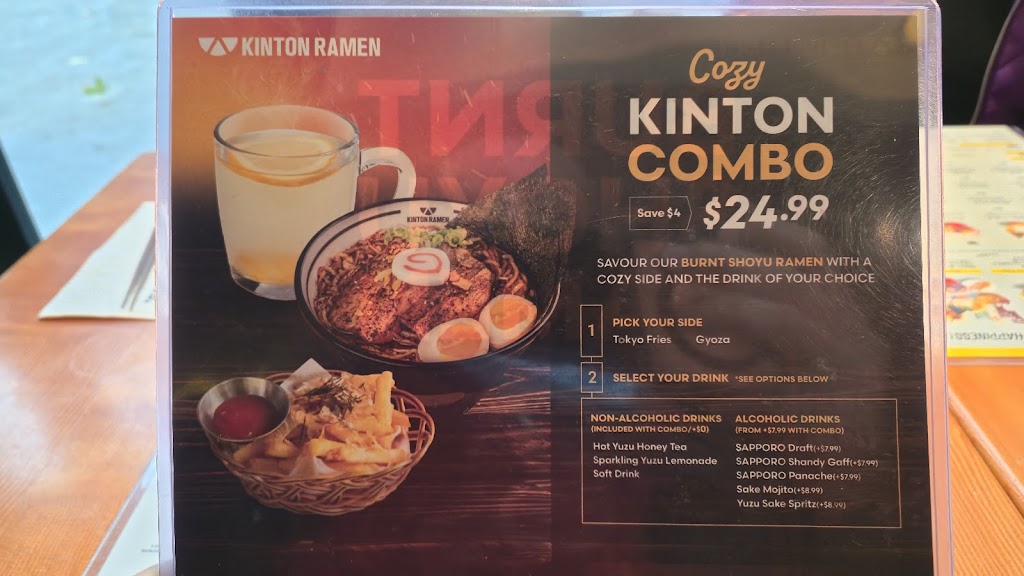 KINTON RAMEN
KINTON RAMEN
Cozy
KINTON
COMBO
Save $4 $24.99
SAVOUR OUR BURNT SHOYU RAMEN WITH A
COZY SIDE AND THE DRINK OF YOUR CHOICE
1 PICK YOUR SIDE
Tokyo Fries Gyoza
2 SELECT YOUR DRINK *SEE OPTIONS BELOW
NON-ALCOHOLIC DRINKS
(INCLUDED WITH COMBO/+$0)
Hot Yuzu Honey Tea
Sparkling Yuzu Lemonade
Soft Drink
ALCOHOLIC DRINKS
(FROM +$7.99 WITH COMBO)
SAPPORO Draft(+$7.99)
SAPPORO Shandy Gaff(+$7.99)
SAPPORO Panache(+$7.99)
Sake Mojito(+$8.99)
Yuzu Sake Spritz(+$8.99)